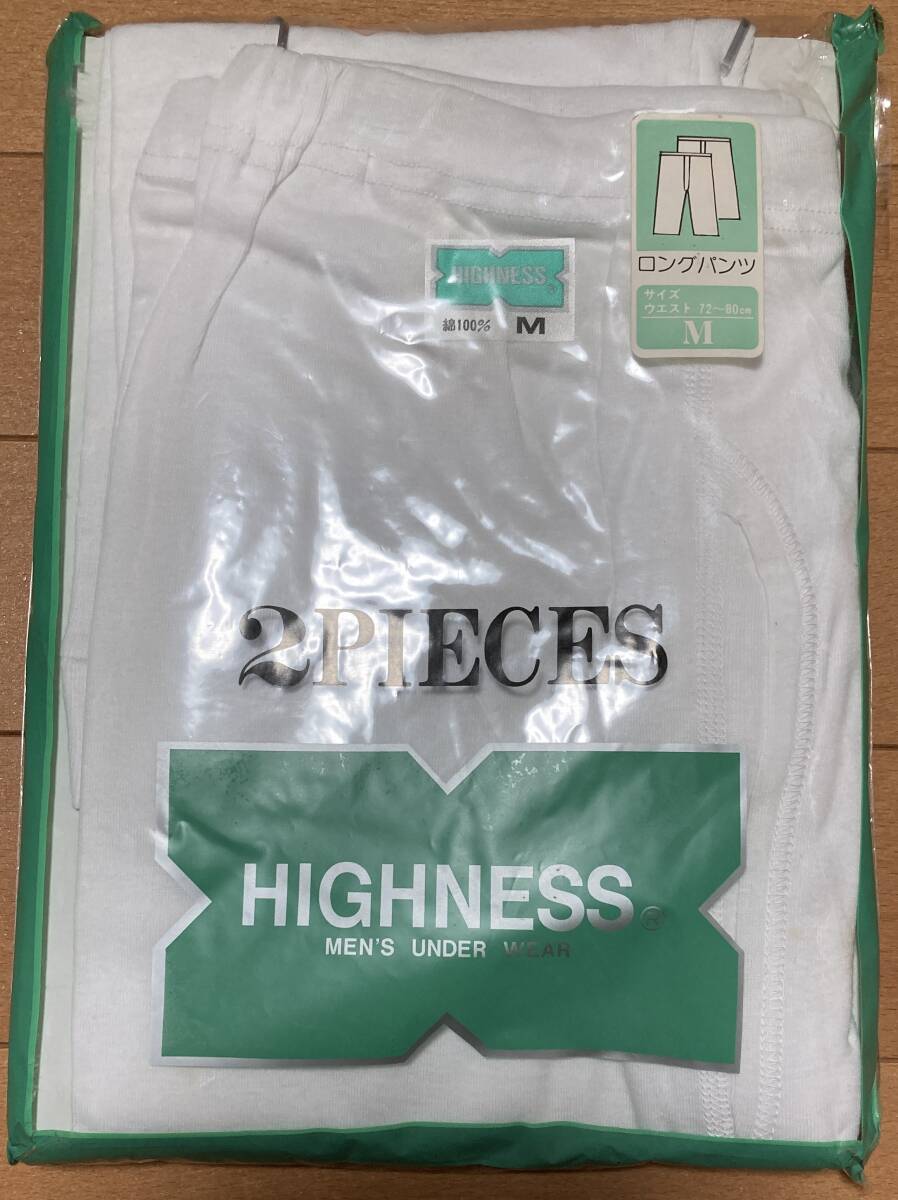 ロングパンツ
サイズ
ウエスト 72〜80cm
M
HIGHNESS®
綿100% M
2PIECES
HIGHNESS®
MEN'S UNDER WEAR